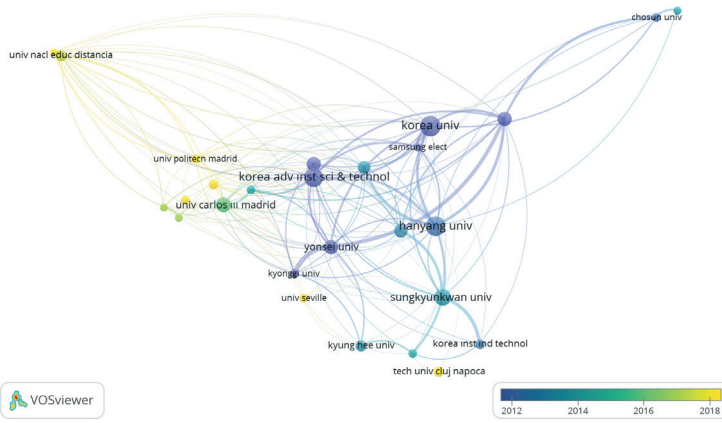 chosun univ
univ nacl educ distancia
korea univ
samsung elect
univ politecn madrid
korea adv inst sci & technol
univ carlos iii madrid
hanyang univ
yonsei univ
kyonggi univ
univ seville
sungkyunkwan univ
kyung hee univ
korea inst ind technol
tech univ cluj napoca
VOSviewer
2012 2014 2016 2018